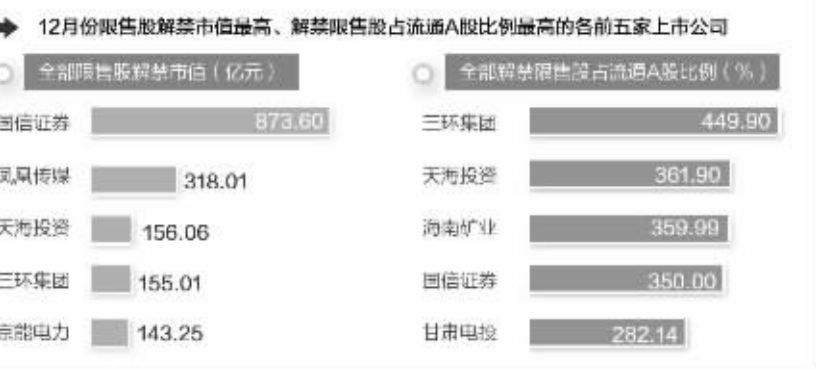 12月份限售股解禁市值最高、解禁限售股占流通A股比例最高的各前五家上市公司
全部限售股解禁市值（亿元）
国信证券 873.60
凤凰传媒 318.01
天海投资 156.06
三环集团 155.01
京能电力 143.25
全部解禁限售股占流通A股比例（%）
三环集团 449.90
天海投资 361.90
海南矿业 359.99
国信证券 350.00
甘肃电投 282.14